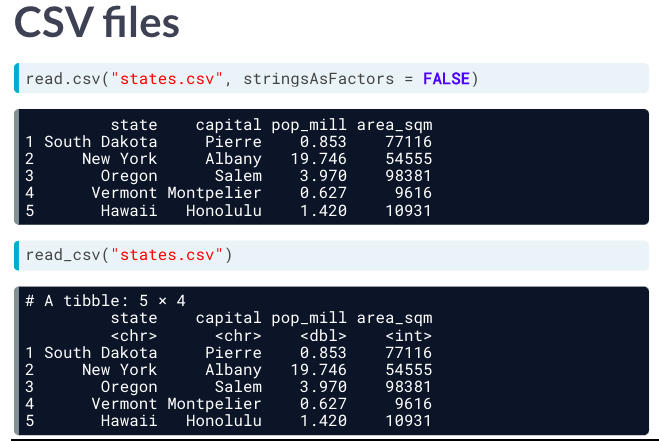 CSV files
read.csv("states.csv", stringsAsFactors = FALSE)
state capital pop_mill area_sqm
1 South Dakota Pierre 0.853 77116
2 New York Albany 19.746 54555
3 Oregon Salem 3.970 98381
4 Vermont Montpelier 0.627 9616
5 Hawaii Honolulu 1.420 10931
read_csv("states.csv")
# A tibble: 5 × 4
state capital pop_mill area_sqm
<chr> <chr> <dbl> <int>
1 South Dakota Pierre 0.853 77116
2 New York Albany 19.746 54555
3 Oregon Salem 3.970 98381
4 Vermont Montpelier 0.627 9616
5 Hawaii Honolulu 1.420 10931